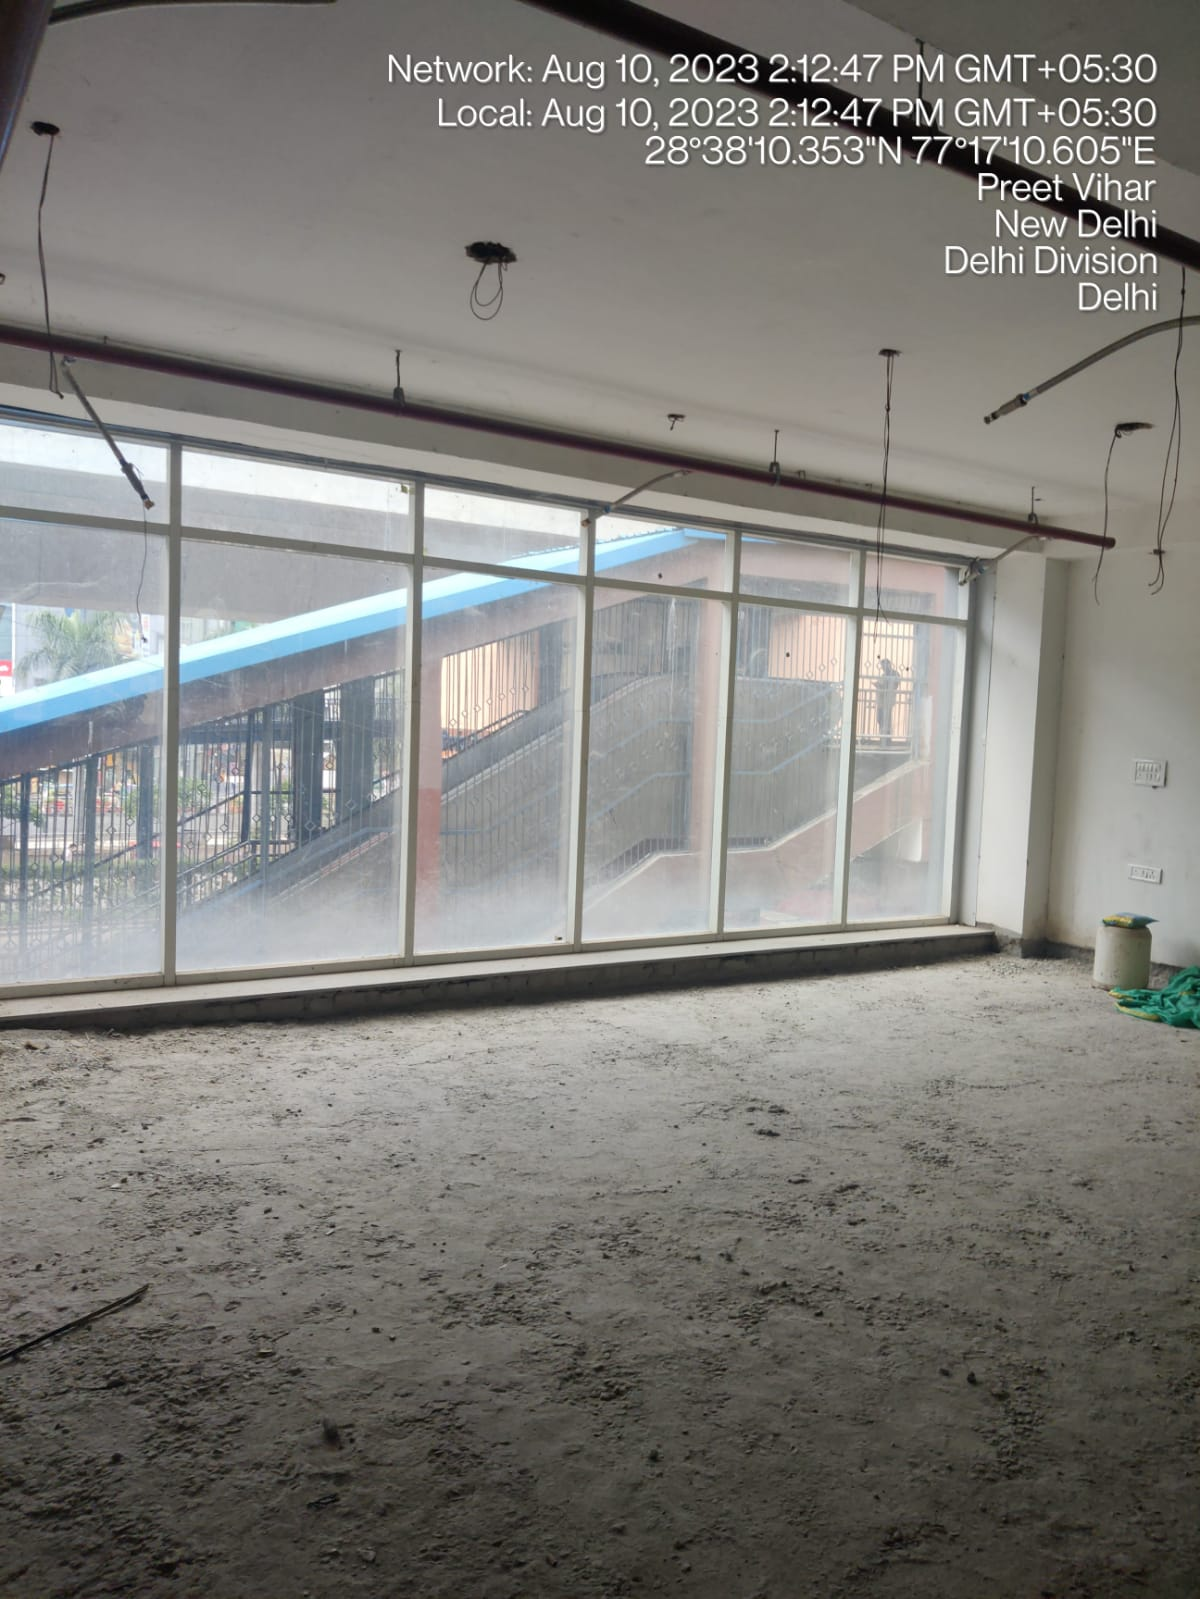 Network: Aug 10, 2023 2:12:47 PM GMT+05:30
Local: Aug 10, 2023 2:12:47 PM GMT+05:30
28°38'10.353"N 77°17'10.605"E
Preet Vihar
New Delhi
Delhi Division
Delhi